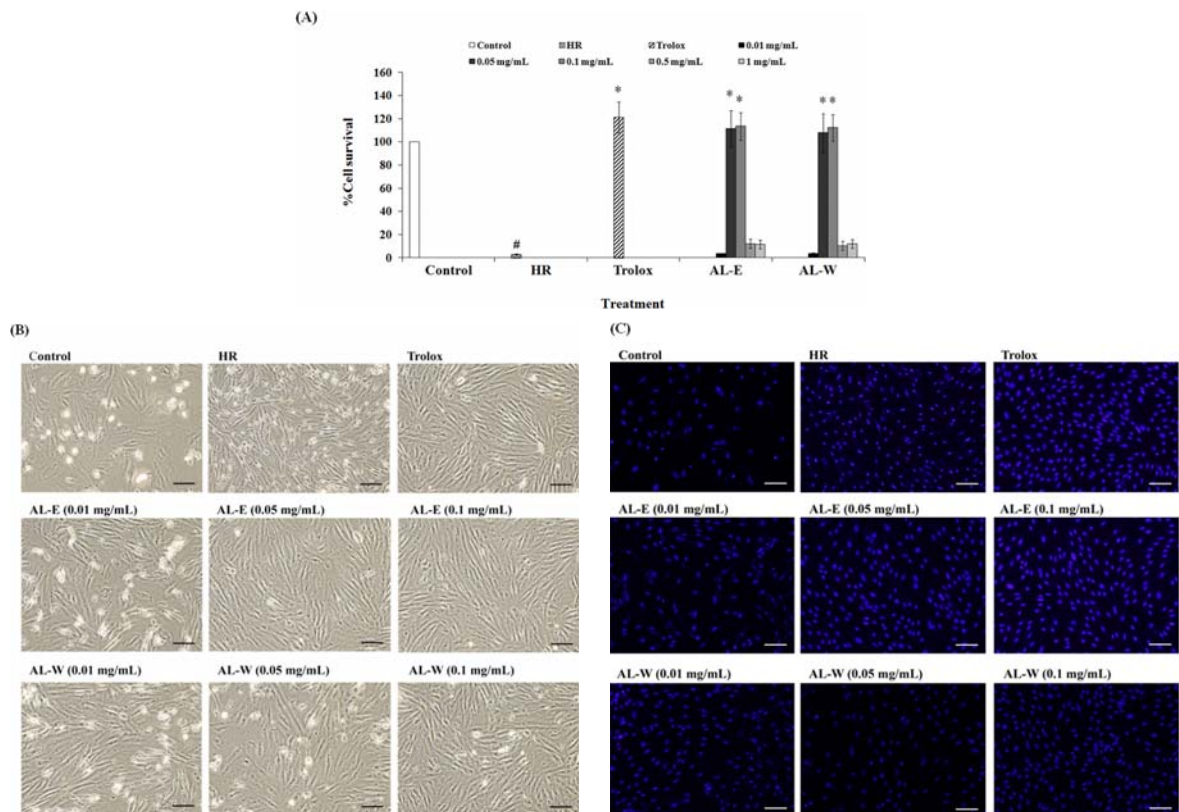 (A)
Control HR Trolox 0.01 mg/mL
0.05 mg/mL 0.1 mg/mL 0.5 mg/mL 1 mg/mL
160
140
120
100
80
60
40
20
0
%Cell survival
#
*
* *
* *
Control HR Trolox AL-E AL-W
Treatment
(B)
Control HR Trolox
AL-E (0.01 mg/mL) AL-E (0.05 mg/mL) AL-E (0.1 mg/mL)
AL-W (0.01 mg/mL) AL-W (0.05 mg/mL) AL-W (0.1 mg/mL)
(C)
Control HR Trolox
AL-E (0.01 mg/mL) AL-E (0.05 mg/mL) AL-E (0.1 mg/mL)
AL-W (0.01 mg/mL) AL-W (0.05 mg/mL) AL-W (0.1 mg/mL)